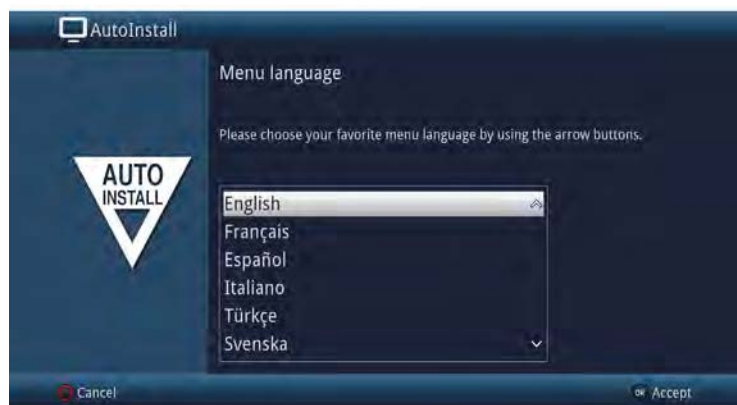 AutoInstall
Menu language
Please choose your favorite menu language by using the arrow buttons.
AUTO
INSTALL
English
Français
Español
Italiano
Türkçe
Svenska
Cancel
OK Accept